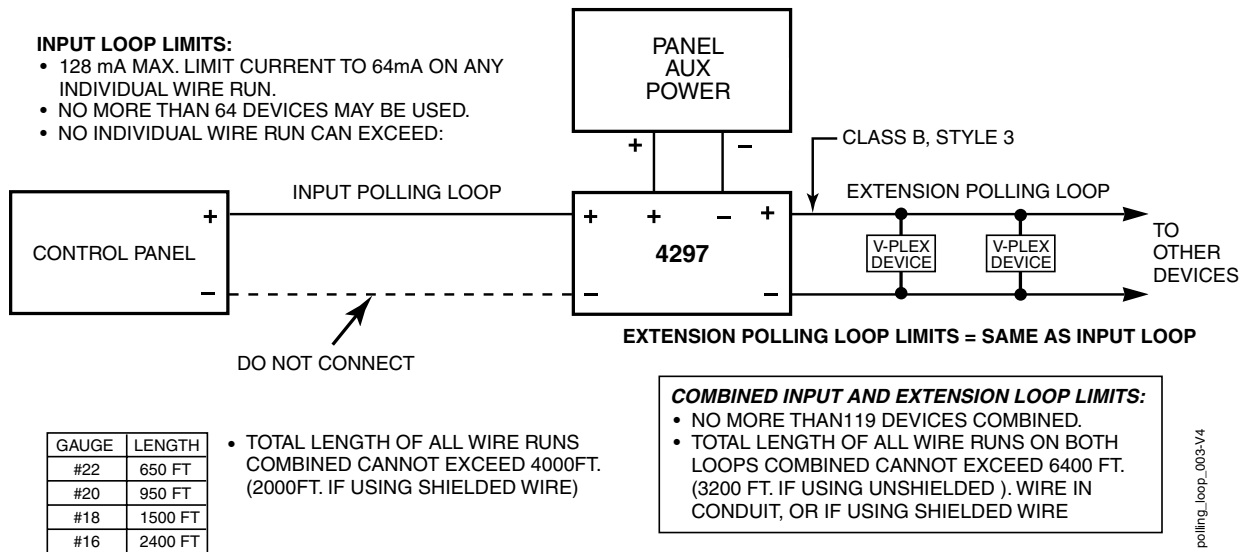 INPUT LOOP LIMITS:
• 128 mA MAX. LIMIT CURRENT TO 64mA ON ANY
INDIVIDUAL WIRE RUN.
• NO MORE THAN 64 DEVICES MAY BE USED.
• NO INDIVIDUAL WIRE RUN CAN EXCEED:
PANEL
AUX
POWER
+ −
CLASS B, STYLE 3
INPUT POLLING LOOP
EXTENSION POLLING LOOP
CONTROL PANEL
+
−
+ + − +
4297
− −
V-PLEX
DEVICE
V-PLEX
DEVICE
TO
OTHER
DEVICES
DO NOT CONNECT
EXTENSION POLLING LOOP LIMITS = SAME AS INPUT LOOP
GAUGE LENGTH
#22 650 FT
#20 950 FT
#18 1500 FT
#16 2400 FT
• TOTAL LENGTH OF ALL WIRE RUNS
COMBINED CANNOT EXCEED 4000FT.
(2000FT. IF USING SHIELDED WIRE)
COMBINED INPUT AND EXTENSION LOOP LIMITS:
• NO MORE THAN119 DEVICES COMBINED.
• TOTAL LENGTH OF ALL WIRE RUNS ON BOTH
LOOPS COMBINED CANNOT EXCEED 6400 FT.
(3200 FT. IF USING UNSHIELDED ). WIRE IN
CONDUIT, OR IF USING SHIELDED WIRE
polling_loop_003-V4